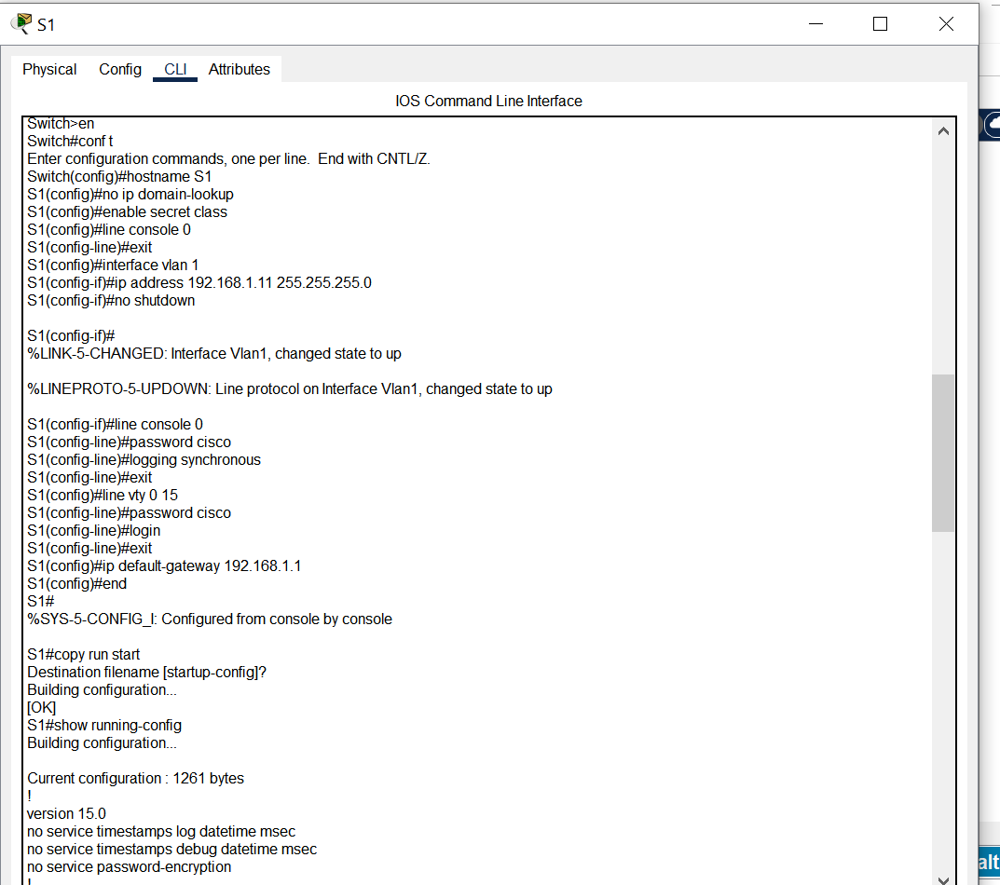 S1
Physical Config CLI Attributes
IOS Command Line Interface
Switch>en
Switch#conf t
Enter configuration commands, one per line.  End with CNTL/Z.
Switch(config)#hostname S1
S1(config)#no ip domain-lookup
S1(config)#enable secret class
S1(config)#line console 0
S1(config-line)#exit
S1(config)#interface vlan 1
S1(config-if)#ip address 192.168.1.11 255.255.255.0
S1(config-if)#no shutdown
S1(config-if)#
%LINK-5-CHANGED: Interface Vlan1, changed state to up
%LINEPROTO-5-UPDOWN: Line protocol on Interface Vlan1, changed state to up
S1(config-if)#line console 0
S1(config-line)#password cisco
S1(config-line)#logging synchronous
S1(config-line)#exit
S1(config)#line vty 0 15
S1(config-line)#password cisco
S1(config-line)#login
S1(config-line)#exit
S1(config)#ip default-gateway 192.168.1.1
S1(config)#end
S1#
%SYS-5-CONFIG_I: Configured from console by console
S1#copy run start
Destination filename [startup-config]?
Building configuration...
[OK]
S1#show running-config
Building configuration...
Current configuration : 1261 bytes
!
version 15.0
no service timestamps log datetime msec
no service timestamps debug datetime msec
no service password-encryption
!
alt